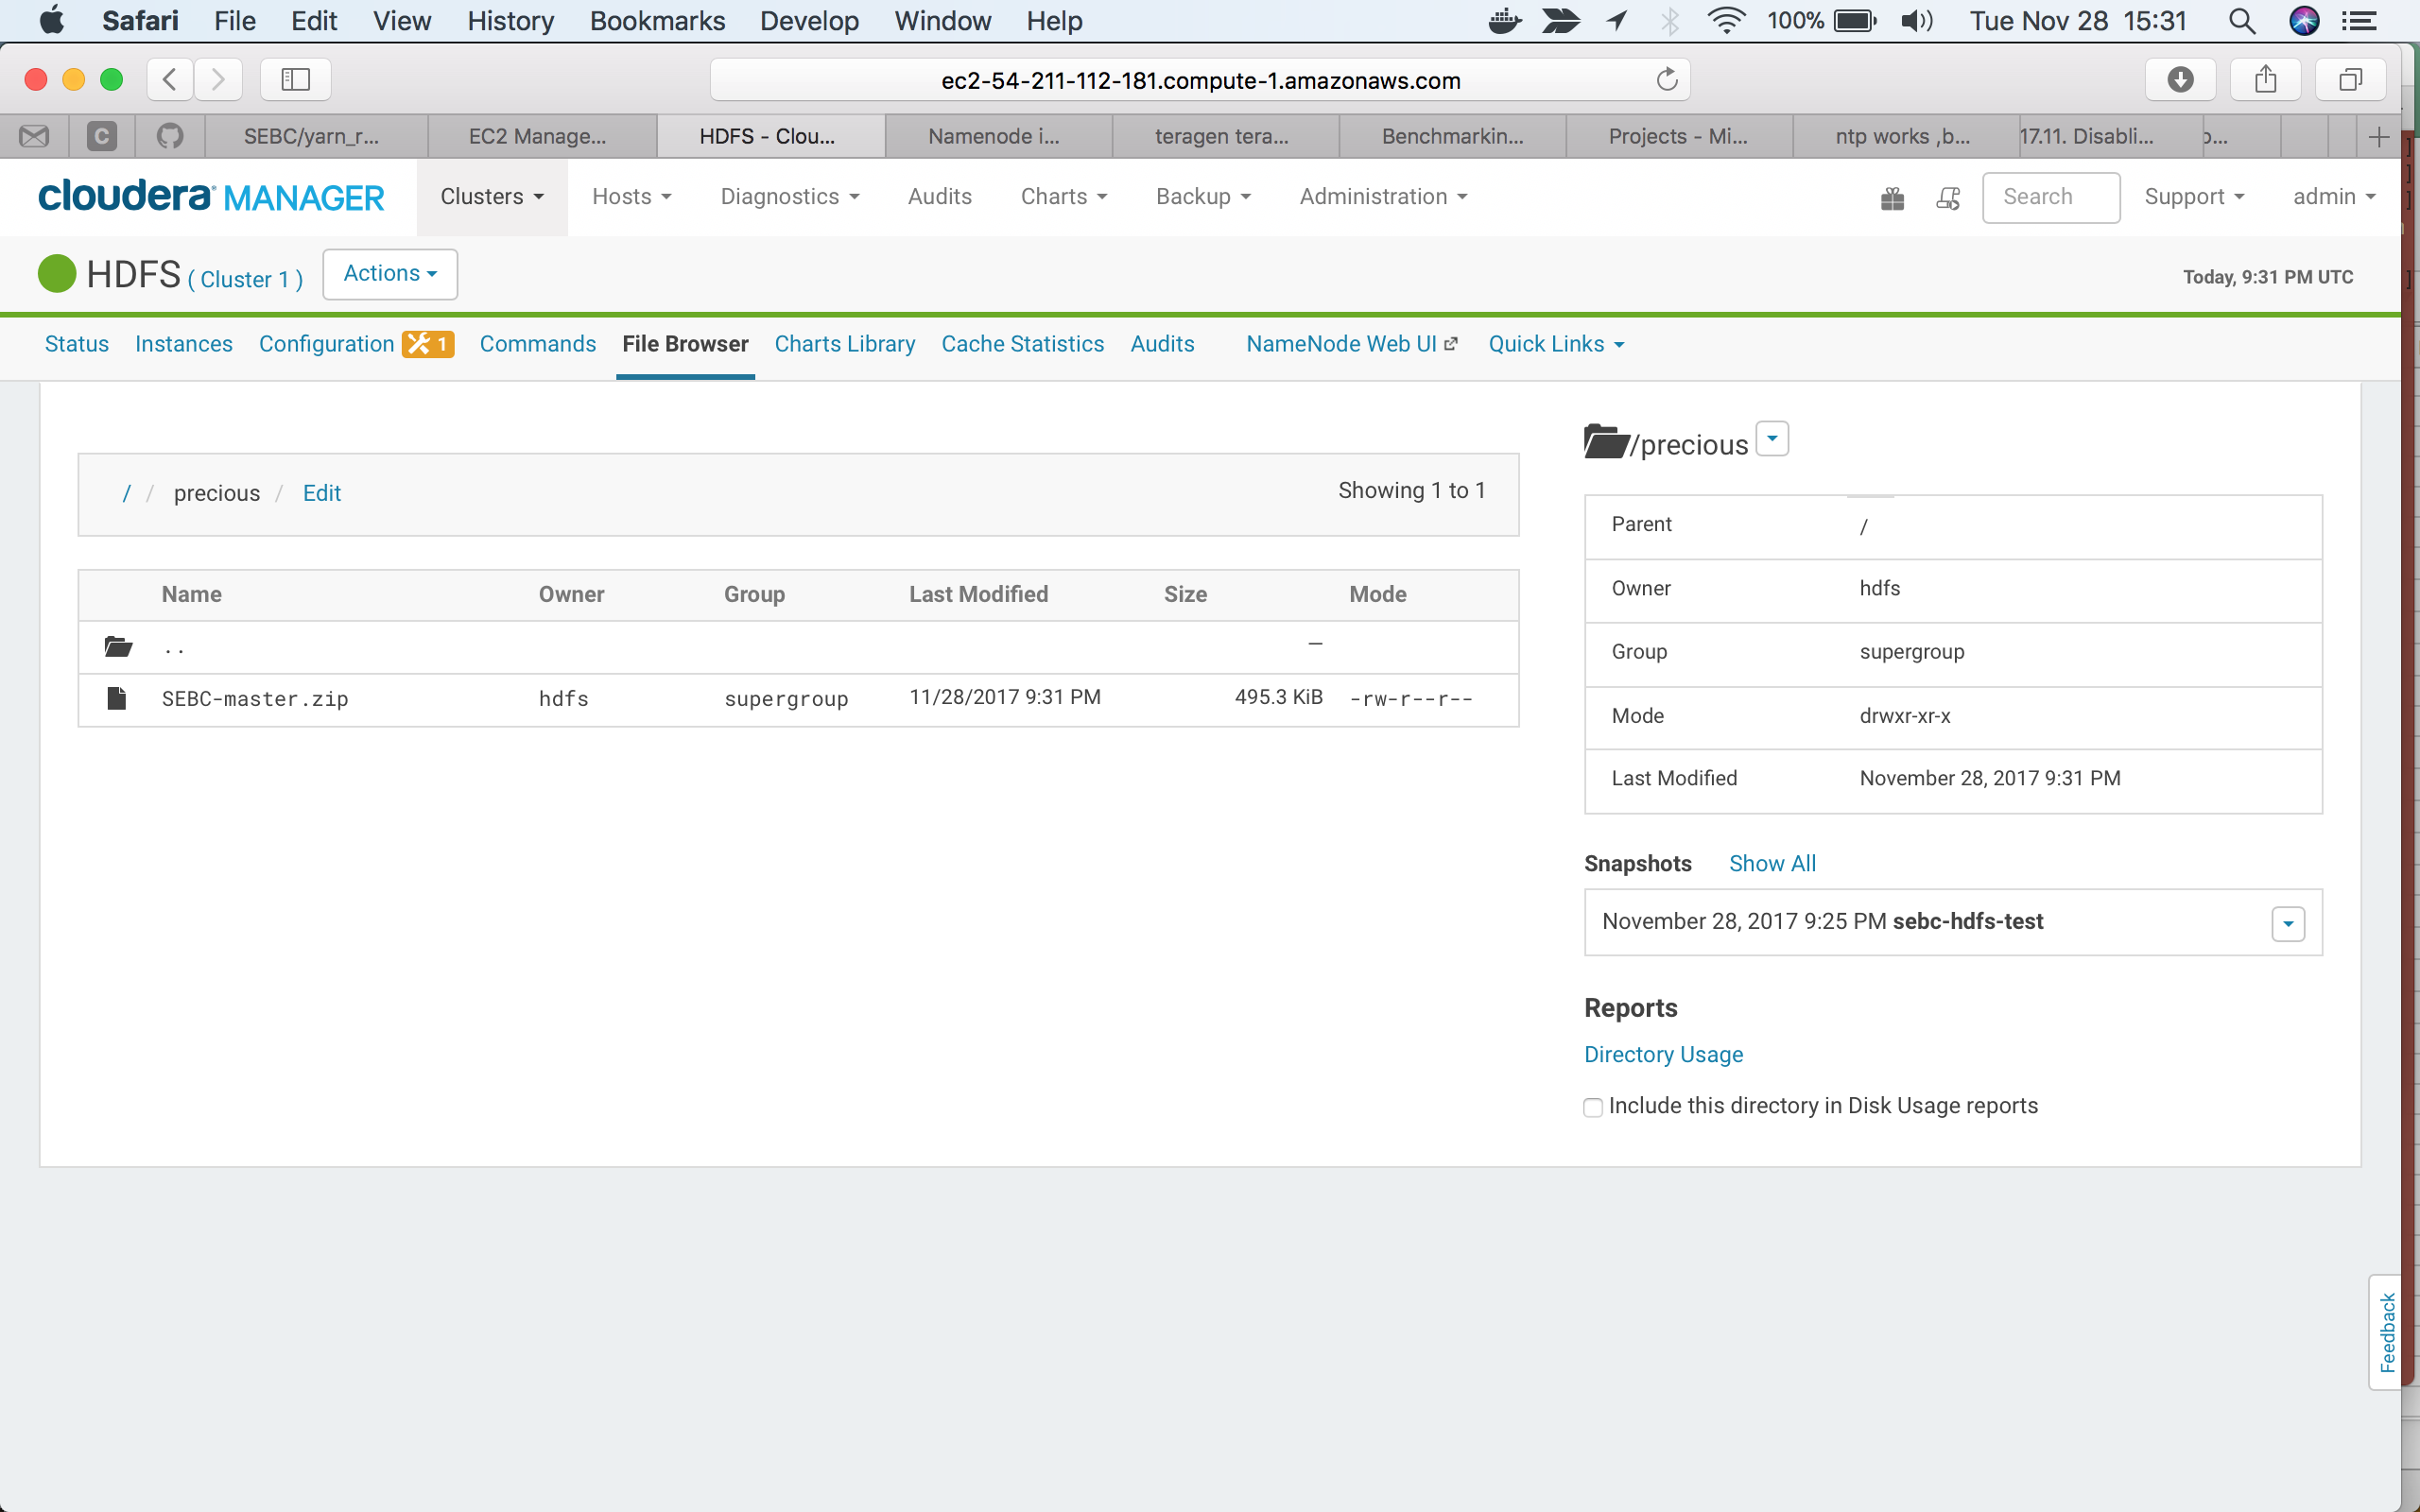 Safari File Edit View History Bookmarks Develop Window Help 100% Tue Nov 28 15:31
ec2-54-211-112-181.compute-1.amazonaws.com
C SEBC/yarn_r... EC2 Manage... HDFS - Clou... Namenode i... teragen tera... Benchmarkin... Projects - Mi... ntp works ,b... 17.11. Disabli...
cloudera MANAGER Clusters Hosts Diagnostics Audits Charts Backup Administration Search Support admin
HDFS ( Cluster 1 ) Actions Today, 9:31 PM UTC
Status Instances Configuration 1 Commands File Browser Charts Library Cache Statistics Audits NameNode Web UI Quick Links
/ / precious / Edit Showing 1 to 1
Name Owner Group Last Modified Size Mode
.. —
SEBC-master.zip hdfs supergroup 11/28/2017 9:31 PM 495.3 KiB -rw-r--r--
/precious
Parent /
Owner hdfs
Group supergroup
Mode drwxr-xr-x
Last Modified November 28, 2017 9:31 PM
Snapshots Show All
November 28, 2017 9:25 PM sebc-hdfs-test
Reports
Directory Usage
Include this directory in Disk Usage reports
Feedback